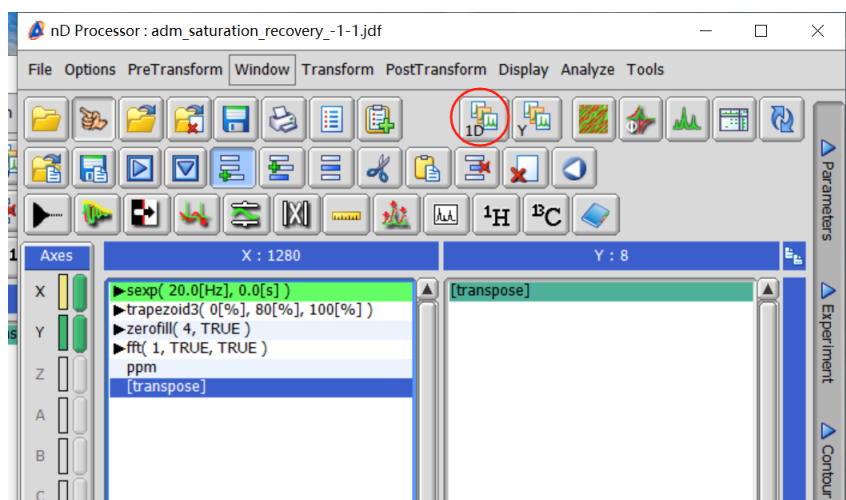 nD Processor : adm_saturation_recovery_-1-1.jdf
File Options PreTransform Window Transform PostTransform Display Analyze Tools
1D Y
1H 13C
Axes X : 1280 Y : 8
X sexp( 20.0[Hz], 0.0[s] ) [transpose]
trapezoid3( 0[%], 80[%], 100[%] )
Y zerofill( 4, TRUE )
fft( 1, TRUE, TRUE )
Z ppm
[transpose]
A
B
C
Parameters
Experiment
Contour